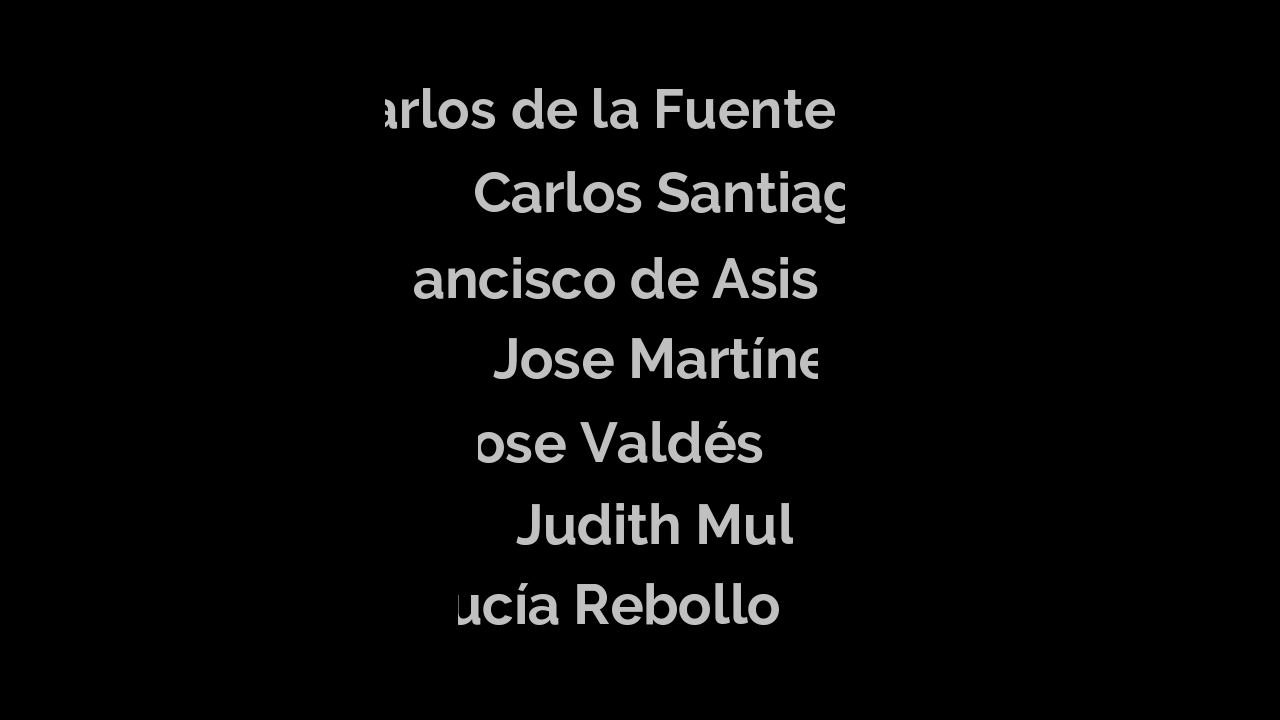 arlos de la Fuente
Carlos Santiag
ancisco de Asis
Jose Martíne
ose Valdés
Judith Mul
ucía Rebollo